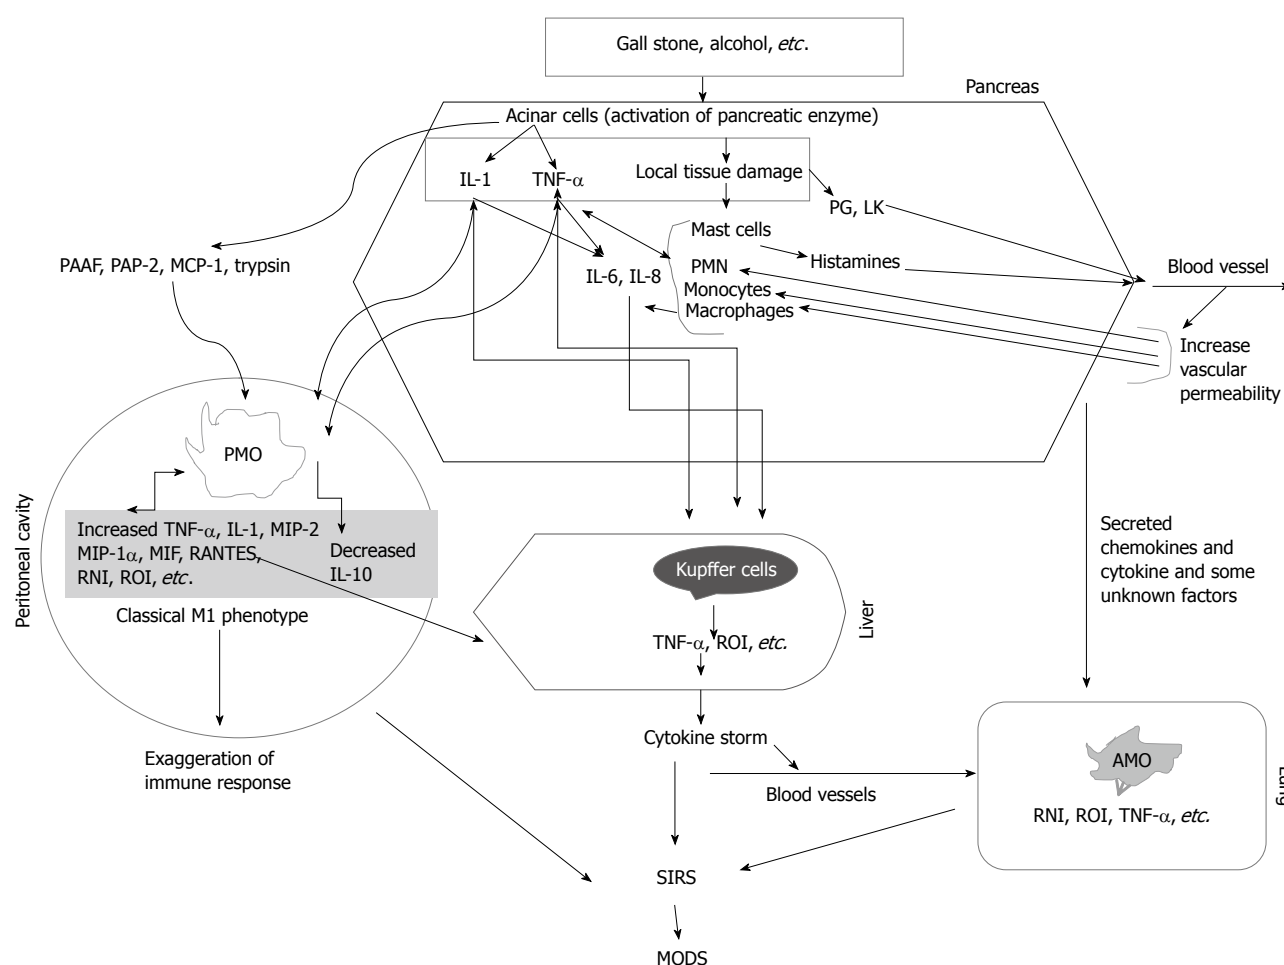 Gall stone, alcohol, etc.
Pancreas
Acinar cells (activation of pancreatic enzyme)
IL-1
TNF-α
Local tissue damage
PG, LK
Mast cells
Histamines
PAAF, PAP-2, MCP-1, trypsin
IL-6, IL-8
PMN
Monocytes
Macrophages
Blood vessel
Increase
vascular
permeability
PMO
Peritoneal cavity
Increased TNF-α, IL-1, MIP-2
MIP-1α, MIF, RANTES,
RNI, ROI, etc.
Decreased
IL-10
Classical M1 phenotype
Exaggeration of
immune response
Kupffer cells
TNF-α, ROI, etc.
Liver
Secreted
chemokines and
cytokine and some
unknown factors
Cytokine storm
Blood vessels
AMO
RNI, ROI, TNF-α, etc.
Lung
SIRS
MODS